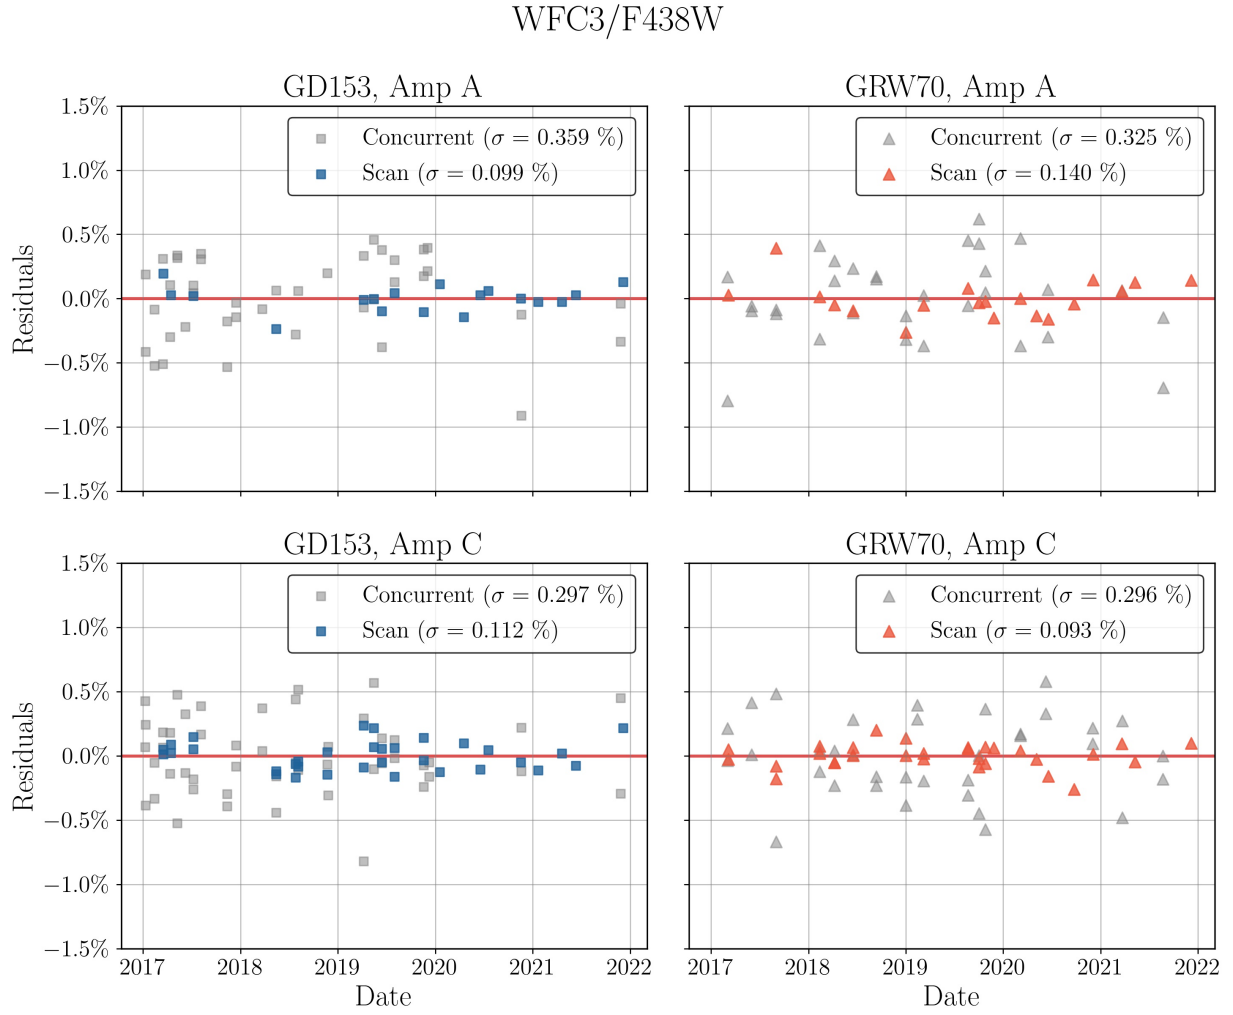 WFC3/F438W
GD153, Amp A
GRW70, Amp A
1.5%
1.0%
0.5%
0.0%
−0.5%
−1.0%
−1.5%
Residuals
Concurrent (σ = 0.359 %)
Scan (σ = 0.099 %)
Concurrent (σ = 0.325 %)
Scan (σ = 0.140 %)
GD153, Amp C
GRW70, Amp C
1.5%
1.0%
0.5%
0.0%
−0.5%
−1.0%
−1.5%
Residuals
Concurrent (σ = 0.297 %)
Scan (σ = 0.112 %)
Concurrent (σ = 0.296 %)
Scan (σ = 0.093 %)
2017 2018 2019 2020 2021 2022
2017 2018 2019 2020 2021 2022
Date
Date